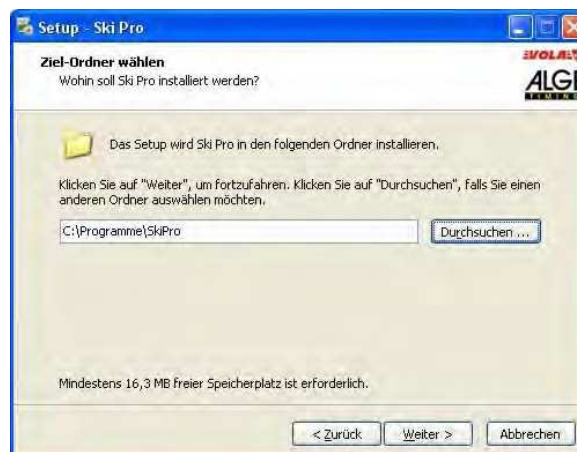 Setup - Ski Pro
Ziel-Ordner wählen
Wohin soll Ski Pro installiert werden?
VOLA
ALGE
TIMING
Das Setup wird Ski Pro in den folgenden Ordner installieren.
Klicken Sie auf "Weiter", um fortzufahren. Klicken Sie auf "Durchsuchen", falls Sie einen
anderen Ordner auswählen möchten.
C:\Programme\SkiPro
Durchsuchen ...
Mindestens 16,3 MB freier Speicherplatz ist erforderlich.
< Zurück
Weiter >
Abbrechen